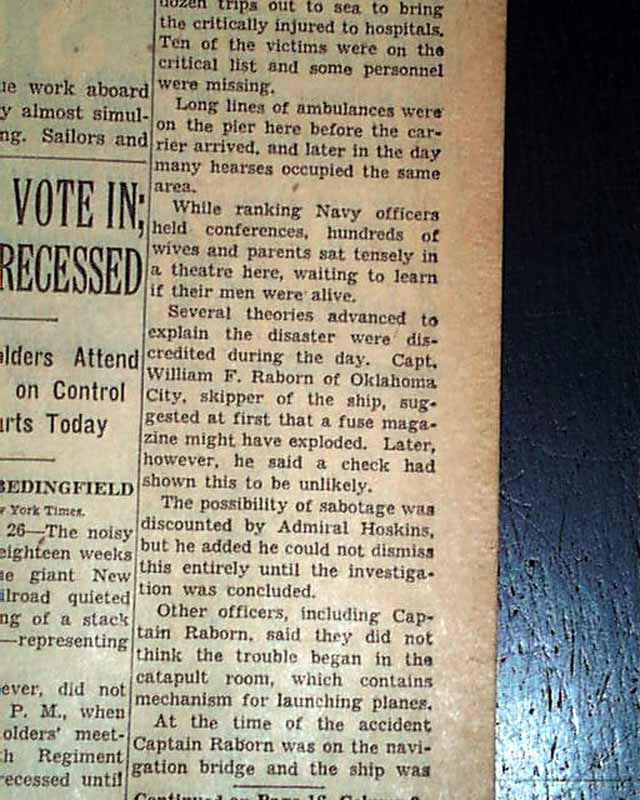 ue work aboard
y almost simul-
ng. Sailors and
VOTE IN;
RECESSED
olders Attend
on Control
urts Today
BEDINGFIELD
York Times.
26—The noisy
eighteen weeks
giant New
ilroad quieted
ng of a stack
—representing
ever, did not
P. M., when
olders' meet-
h Regiment
recessed until
dozen trips out to sea to bring
the critically injured to hospitals.
Ten of the victims were on the
critical list and some personnel
were missing.
Long lines of ambulances were
on the pier here before the car-
rier arrived, and later in the day
many hearses occupied the same
area.
While ranking Navy officers
held conferences, hundreds of
wives and parents sat tensely in
a theatre here, waiting to learn
if their men were alive.
Several theories advanced to
explain the disaster were dis-
credited during the day. Capt.
William F. Raborn of Oklahoma
City, skipper of the ship, sug-
gested at first that a fuse maga-
zine might have exploded. Later,
however, he said a check had
shown this to be unlikely.
The possibility of sabotage was
discounted by Admiral Hoskins,
but he added he could not dismiss
this entirely until the investiga-
tion was concluded.
Other officers, including Cap-
tain Raborn, said they did not
think the trouble began in the
catapult room, which contains
mechanism for launching planes.
At the time of the accident
Captain Raborn was on the navi-
gation bridge and the ship was
Continued on Page 16, Column